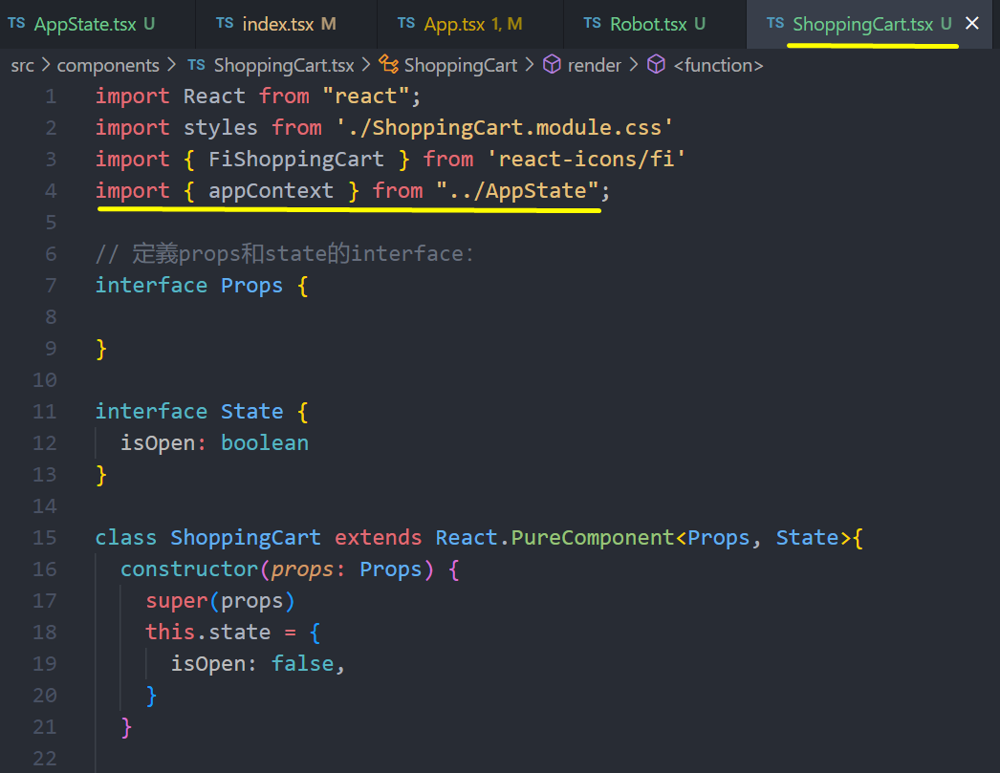 TS AppState.tsx U TS index.tsx M TS App.tsx 1, M TS Robot.tsx U TS ShoppingCart.tsx U ×
src > components > TS ShoppingCart.tsx > ShoppingCart > render > <function>
1 import React from "react";
2 import styles from './ShoppingCart.module.css'
3 import { FiShoppingCart } from 'react-icons/fi'
4 import { appContext } from "../AppState";
5
6 // 定義props和state的interface:
7 interface Props {
8
9 }
10
11 interface State {
12 isOpen: boolean
13 }
14
15 class ShoppingCart extends React.PureComponent<Props, State>{
16 constructor(props: Props) {
17 super(props)
18 this.state = {
19 isOpen: false,
20 }
21 }
22